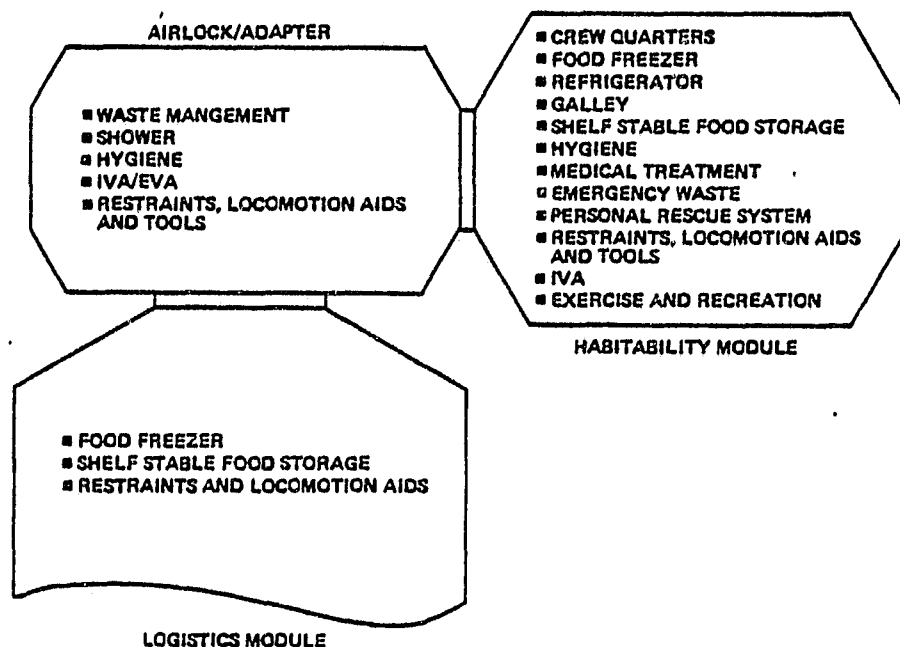 AIRLOCK/ADAPTER
■ WASTE MANGEMENT
■ SHOWER
■ HYGIENE
■ IVA/EVA
■ RESTRAINTS, LOCOMOTION AIDS
AND TOOLS
■ CREW QUARTERS
■ FOOD FREEZER
■ REFRIGERATOR
■ GALLEY
■ SHELF STABLE FOOD STORAGE
■ HYGIENE
■ MEDICAL TREATMENT
■ EMERGENCY WASTE
■ PERSONAL RESCUE SYSTEM
■ RESTRAINTS, LOCOMOTION AIDS
AND TOOLS
■ IVA
■ EXERCISE AND RECREATION
HABITABILITY MODULE
■ FOOD FREEZER
■ SHELF STABLE FOOD STORAGE
■ RESTRAINTS AND LOCOMOTION AIDS
LOGISTICS MODULE